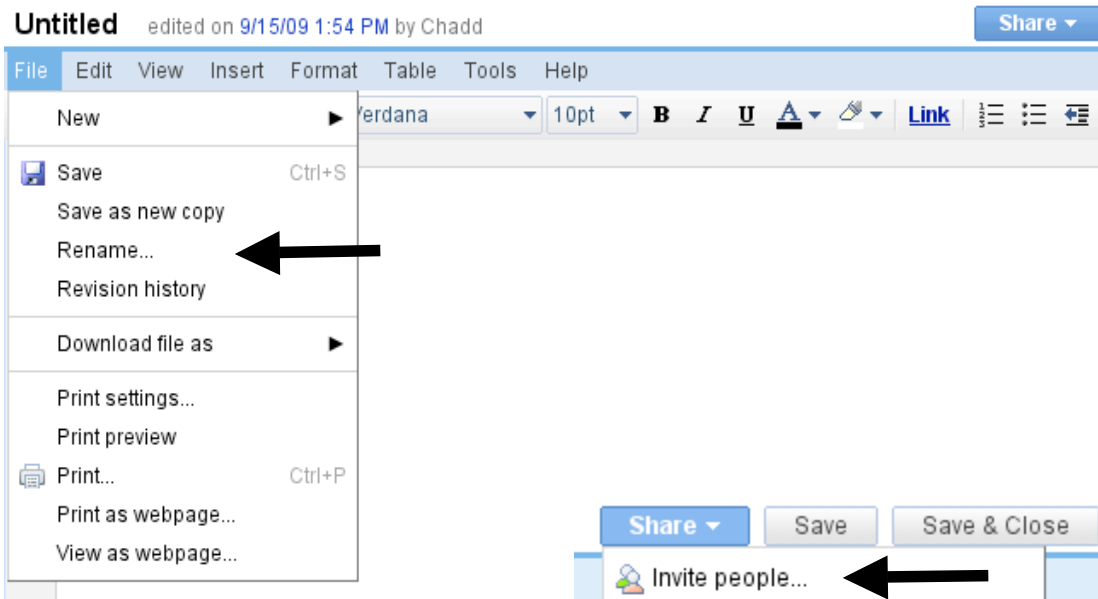 Untitled edited on 9/15/09 1:54 PM by Chadd Share
File Edit View Insert Format Table Tools Help
New
Verdana 10pt B I U A Link
Save Ctrl+S
Save as new copy
Rename...
Revision history
Download file as
Print settings...
Print preview
Print... Ctrl+P
Print as webpage...
View as webpage...
Share Save Save & Close
Invite people...